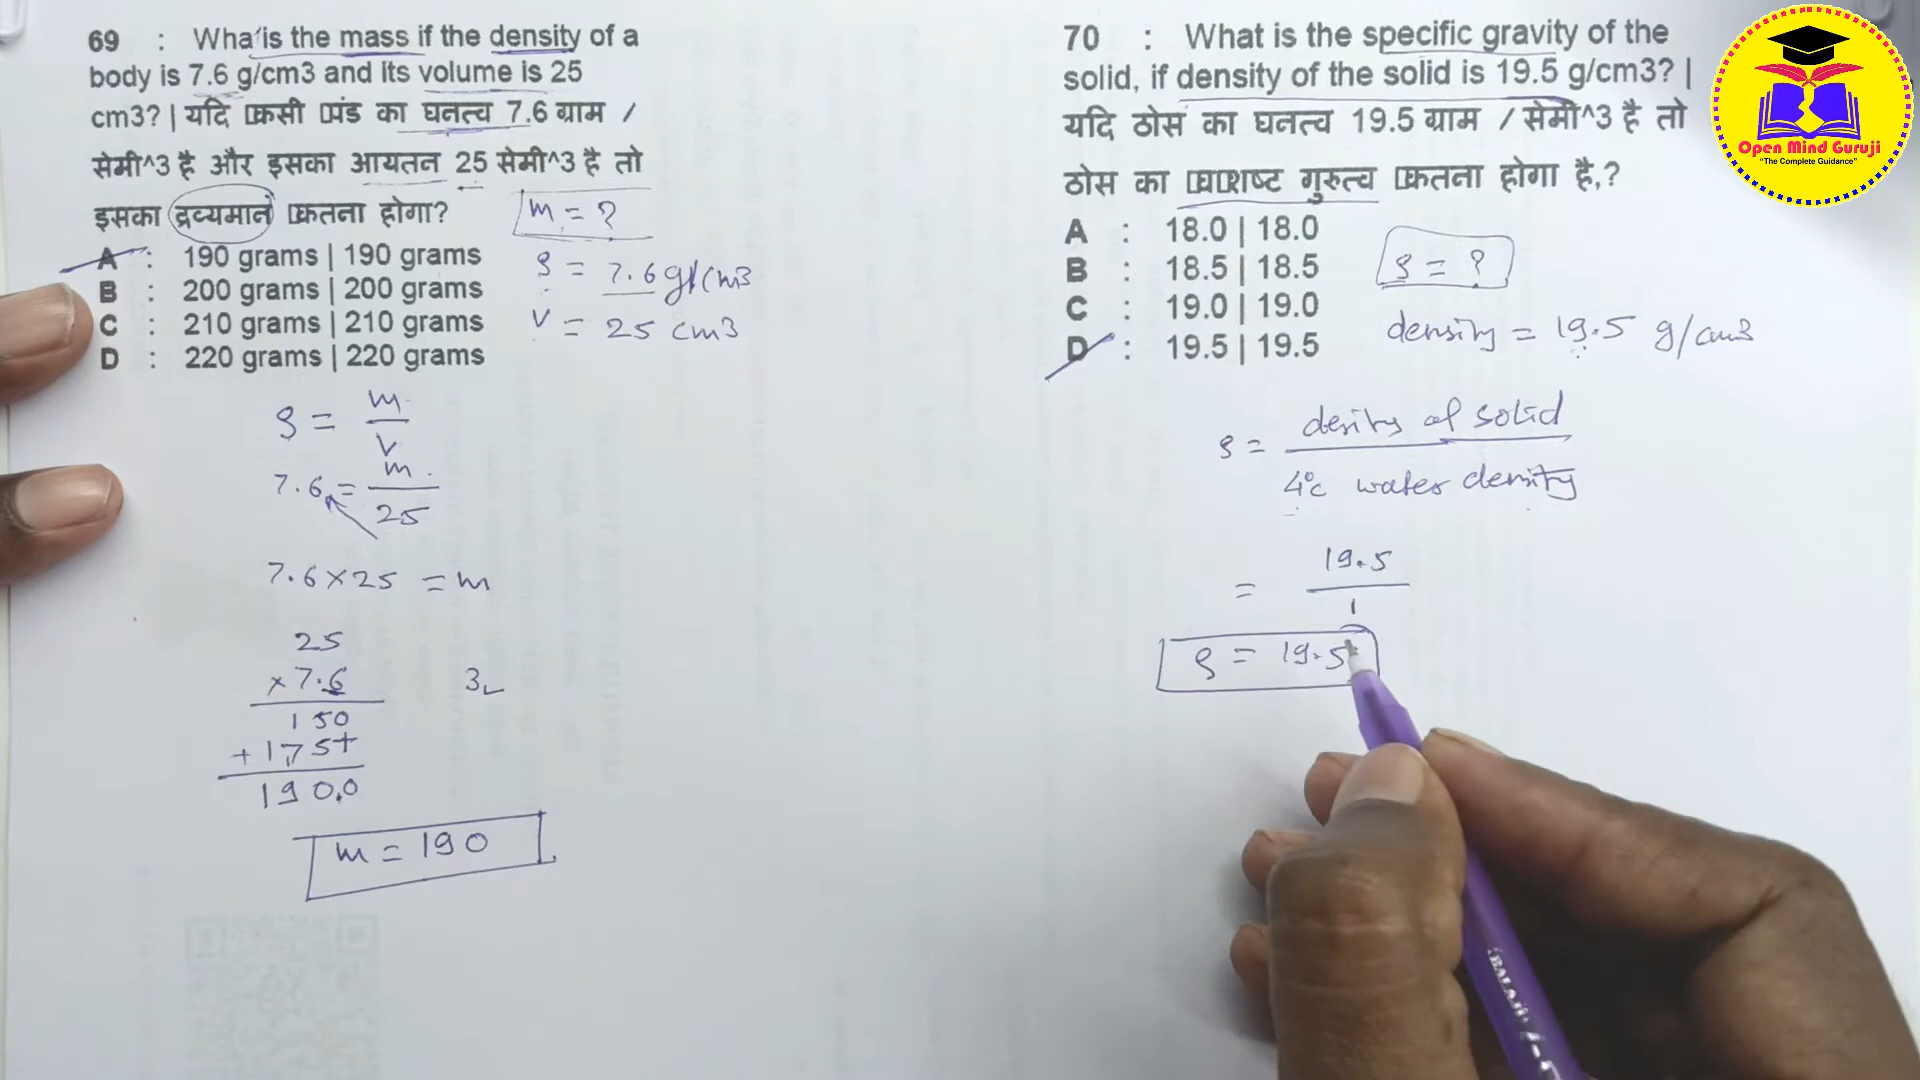 69 : Wha is the mass if the density of a
body is 7.6 g/cm3 and its volume is 25
cm3? | यदि किसी पिंड का घनत्व 7.6 ग्राम /
सेमी^3 है और इसका आयतन 25 सेमी^3 है तो
इसका द्रव्यमान कितना होगा?
m = ?
A : 190 grams | 190 grams
B : 200 grams | 200 grams
C : 210 grams | 210 grams
D : 220 grams | 220 grams
ρ = 7.6 g/cm3
V = 25 cm3
ρ = m
V
7.6 = m
25
7.6 × 25 = m
25
× 7.6
150
+ 175+
190.0
3
m = 190
70 : What is the specific gravity of the
solid, if density of the solid is 19.5 g/cm3? |
यदि ठोस का घनत्व 19.5 ग्राम / सेमी^3 है तो
ठोस का विशिष्ट गुरुत्व कितना होगा है,?
A : 18.0 | 18.0
B : 18.5 | 18.5
C : 19.0 | 19.0
D : 19.5 | 19.5
ρ = ?
density = 19.5 g/cm3
ρ = desity of solid
4°c water density
= 19.5
1
ρ = 19.5
Open Mind Guruji
"The Complete Guidance"